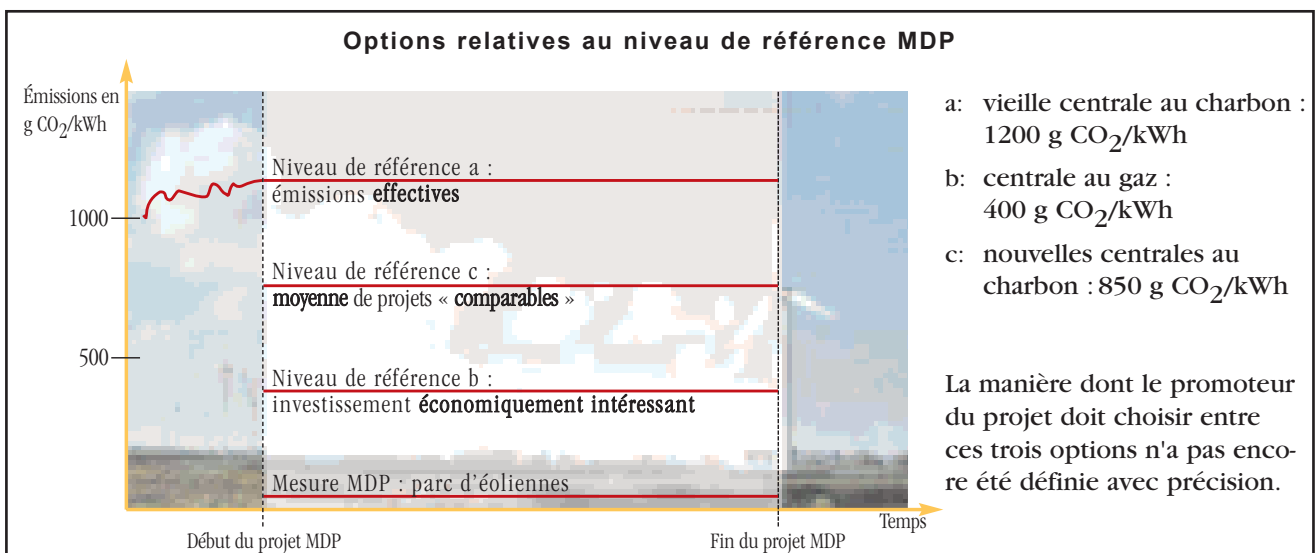 Options relatives au niveau de référence MDP
Émissions en
g CO2/kWh
1000
500
Niveau de référence a :
émissions effectives
Niveau de référence c :
moyenne de projets « comparables »
Niveau de référence b :
investissement économiquement intéressant
Mesure MDP : parc d'éoliennes
Temps
Début du projet MDP
Fin du projet MDP
a: vieille centrale au charbon :
1200 g CO2/kWh
b: centrale au gaz :
400 g CO2/kWh
c: nouvelles centrales au
charbon : 850 g CO2/kWh
La manière dont le promoteur
du projet doit choisir entre
ces trois options n'a pas enco-
re été définie avec précision.